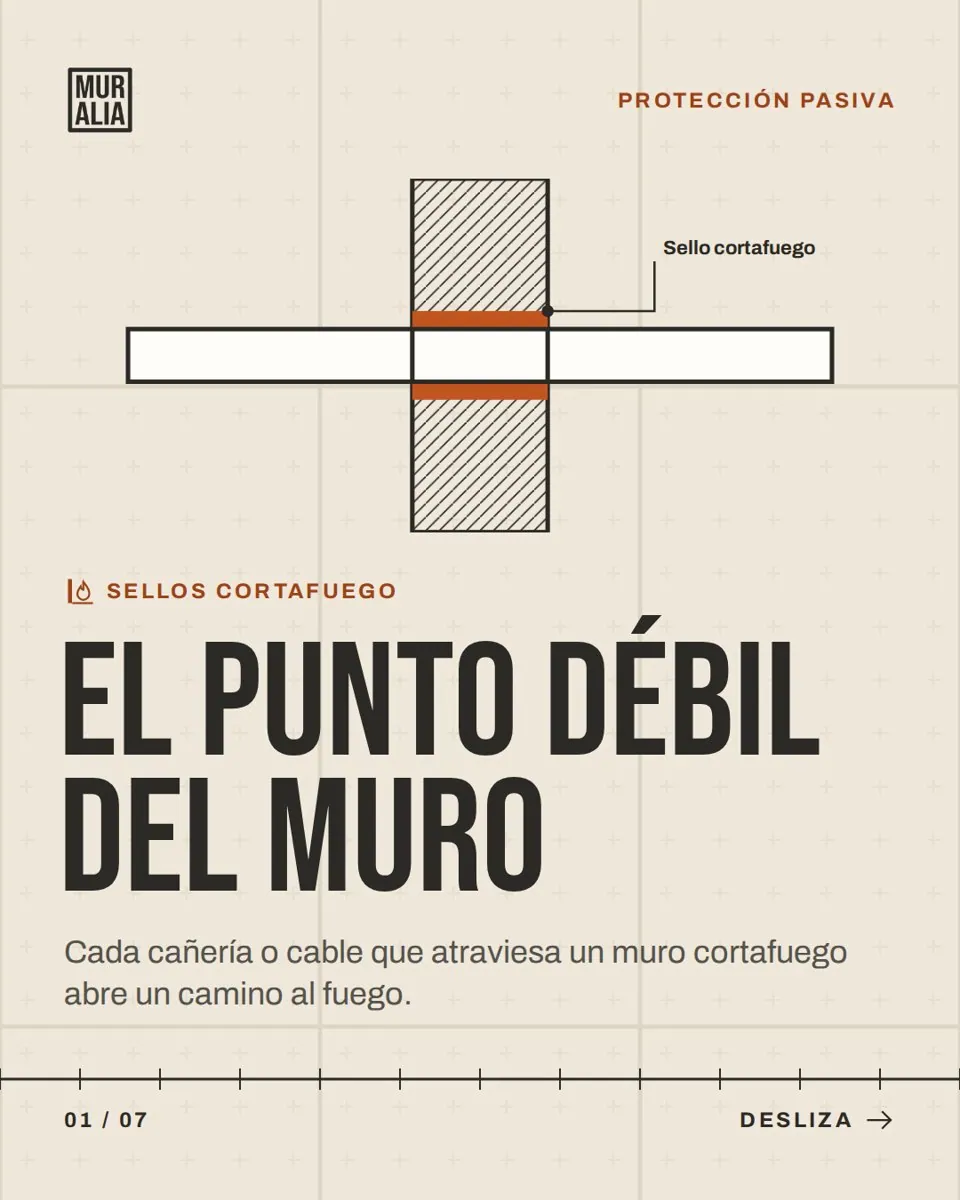 MUR
ALIA
PROTECCIÓN PASIVA
Sello cortafuego
SELLOS CORTAFUEGO
EL PUNTO DÉBIL
DEL MURO
Cada cañería o cable que atraviesa un muro cortafuego
abre un camino al fuego.
01 / 07
DESLIZA →